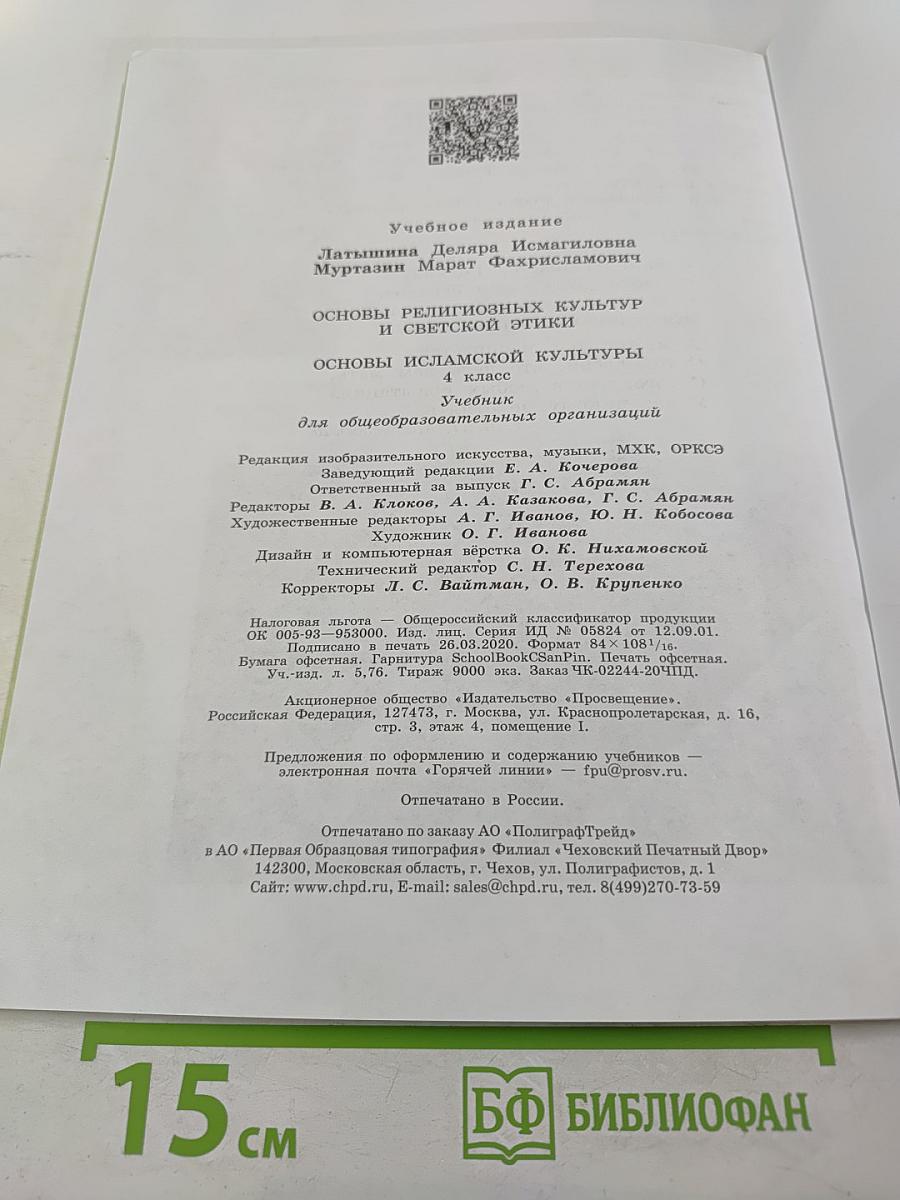 Учебное издание
Латышина Деляра Исмагиловна
Муртазин Марат Фахрисламович
ОСНОВЫ РЕЛИГИОЗНЫХ КУЛЬТУР
И СВЕТСКОЙ ЭТИКИ
ОСНОВЫ ИСЛАМСКОЙ КУЛЬТУРЫ
4 класс
Учебник
для общеобразовательных организаций
Редакция изобразительного искусства, музыки, МХК, ОРКСЭ
Заведующий редакции Е. А. Кочерова
Ответственный за выпуск Г. С. Абрамян
Редакторы В. А. Клоков, А. А. Казакова, Г. С. Абрамян
Художественные редакторы А. Г. Иванов, Ю. Н. Кобосова
Художник О. Г. Иванова
Дизайн и компьютерная вёрстка О. К. Нихамовской
Технический редактор С. Н. Терехова
Корректоры Л. С. Вайтман, О. В. Крупенко
Налоговая льгота — Общероссийский классификатор продукции
ОК 005-93—953000. Изд. лиц. Серия ИД № 05824 от 12.09.01.
Подписано в печать 26.03.2020. Формат 84×108 1/16.
Бумага офсетная. Гарнитура SchoolBookCSanPin. Печать офсетная.
Уч.-изд. л. 5,76. Тираж 9000 экз. Заказ ЧК-02244-20ЧПД.
Акционерное общество «Издательство «Просвещение».
Российская Федерация, 127473, г. Москва, ул. Краснопролетарская, д. 16,
стр. 3, этаж 4, помещение I.
Предложения по оформлению и содержанию учебников —
электронная почта «Горячей линии» — fpu@prosv.ru.
Отпечатано в России.
Отпечатано по заказу АО «ПолиграфТрейд»
в АО «Первая Образцовая типография» Филиал «Чеховский Печатный Двор»
142300, Московская область, г. Чехов, ул. Полиграфистов, д. 1
Сайт: www.chpd.ru, E-mail: sales@chpd.ru, тел. 8(499)270-73-59
15 см
БФ БИБЛИОФАН